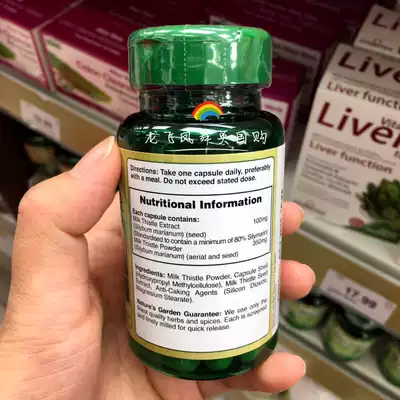 龙飞凤舞英国购
Directions: Take one capsule daily, preferably
with a meal. Do not exceed stated dose.
Nutritional Information
Each capsule contains:
Milk Thistle Extract 100mg
(Silybum marianum) (seed)
(standardised to contain a minimum of 80% Silymarin)
Milk Thistle Powder 350mg
(Silybum marianum) (aerial and seed)
Ingredients: Milk Thistle Powder, Capsule Shell
(Hydroxypropyl Methylcellulose), Milk Thistle Seed
Extract, Anti-Caking Agents (Silicon Dioxide,
Magnesium Stearate).
Nature's Garden Guarantee: We use only the
finest quality herbs and spices. Each is screened
and finely milled for quick release.
Colon
Liver
Liver function
Vita
Liver
Liver function
17.99